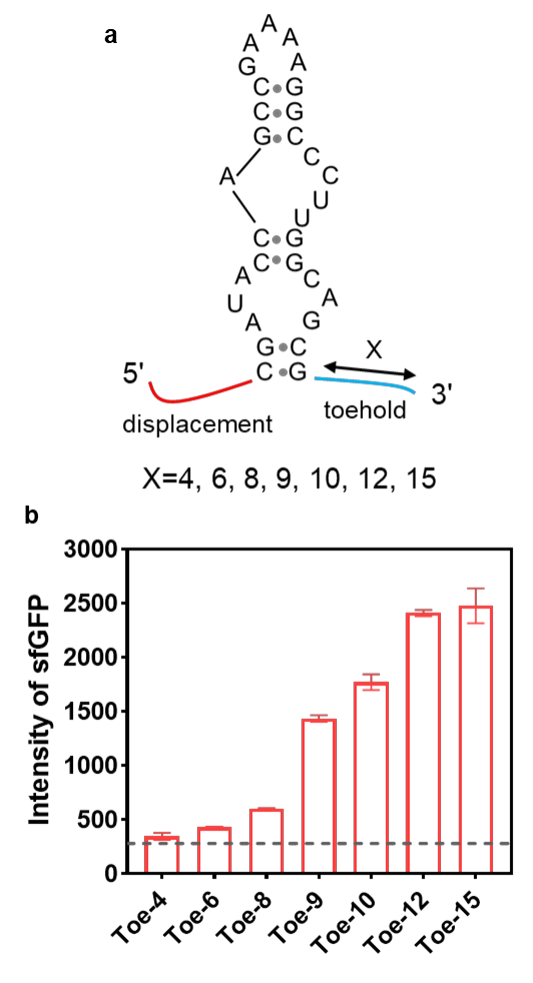 a
A
A A
G A
C G
C G
G C
C
A C
U
U
C G
C G
A C
U A
A G
G C
C G
5' X 3'
displacement toehold
X=4, 6, 8, 9, 10, 12, 15
b
Intensity of sfGFP
3000
2500
2000
1500
1000
500
0
Toe-4 Toe-6 Toe-8 Toe-9 Toe-10 Toe-12 Toe-15